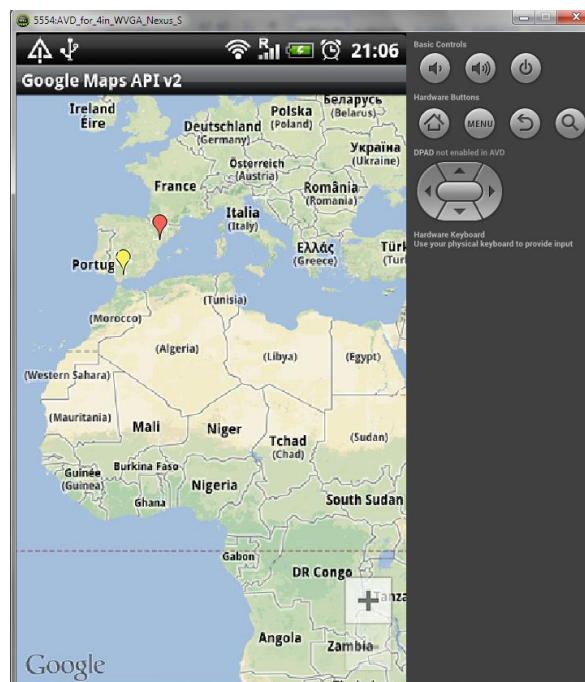 5554:AVD_for_4in_WVGA_Nexus_S
R
21:06
Google Maps API v2
Basic Controls
Hardware Buttons
MENU
DPAD not enabled in AVD
Hardware Keyboard
Use your physical keyboard to provide input
Ireland
Éire
Беларусь
(Belarus)
Polska
(Poland)
Deutschland
(Germany)
Україна
(Ukraine)
Österreich
(Austria)
France
România
(Romania)
Italia
(Italy)
Ελλάς
(Greece)
Türk
(Tur
Portug
(Tunisia)
(Morocco)
(Algeria)
(Libya)
(Egypt)
(Western Sahara)
(Mauritania)
Mali
Niger
Tchad
(Chad)
(Sudan)
Guinée
(Guinea)
Burkina Faso
Nigeria
Ghana
South Sudan
Gabon
DR Congo
Tanza
Angola
Zambia
Google